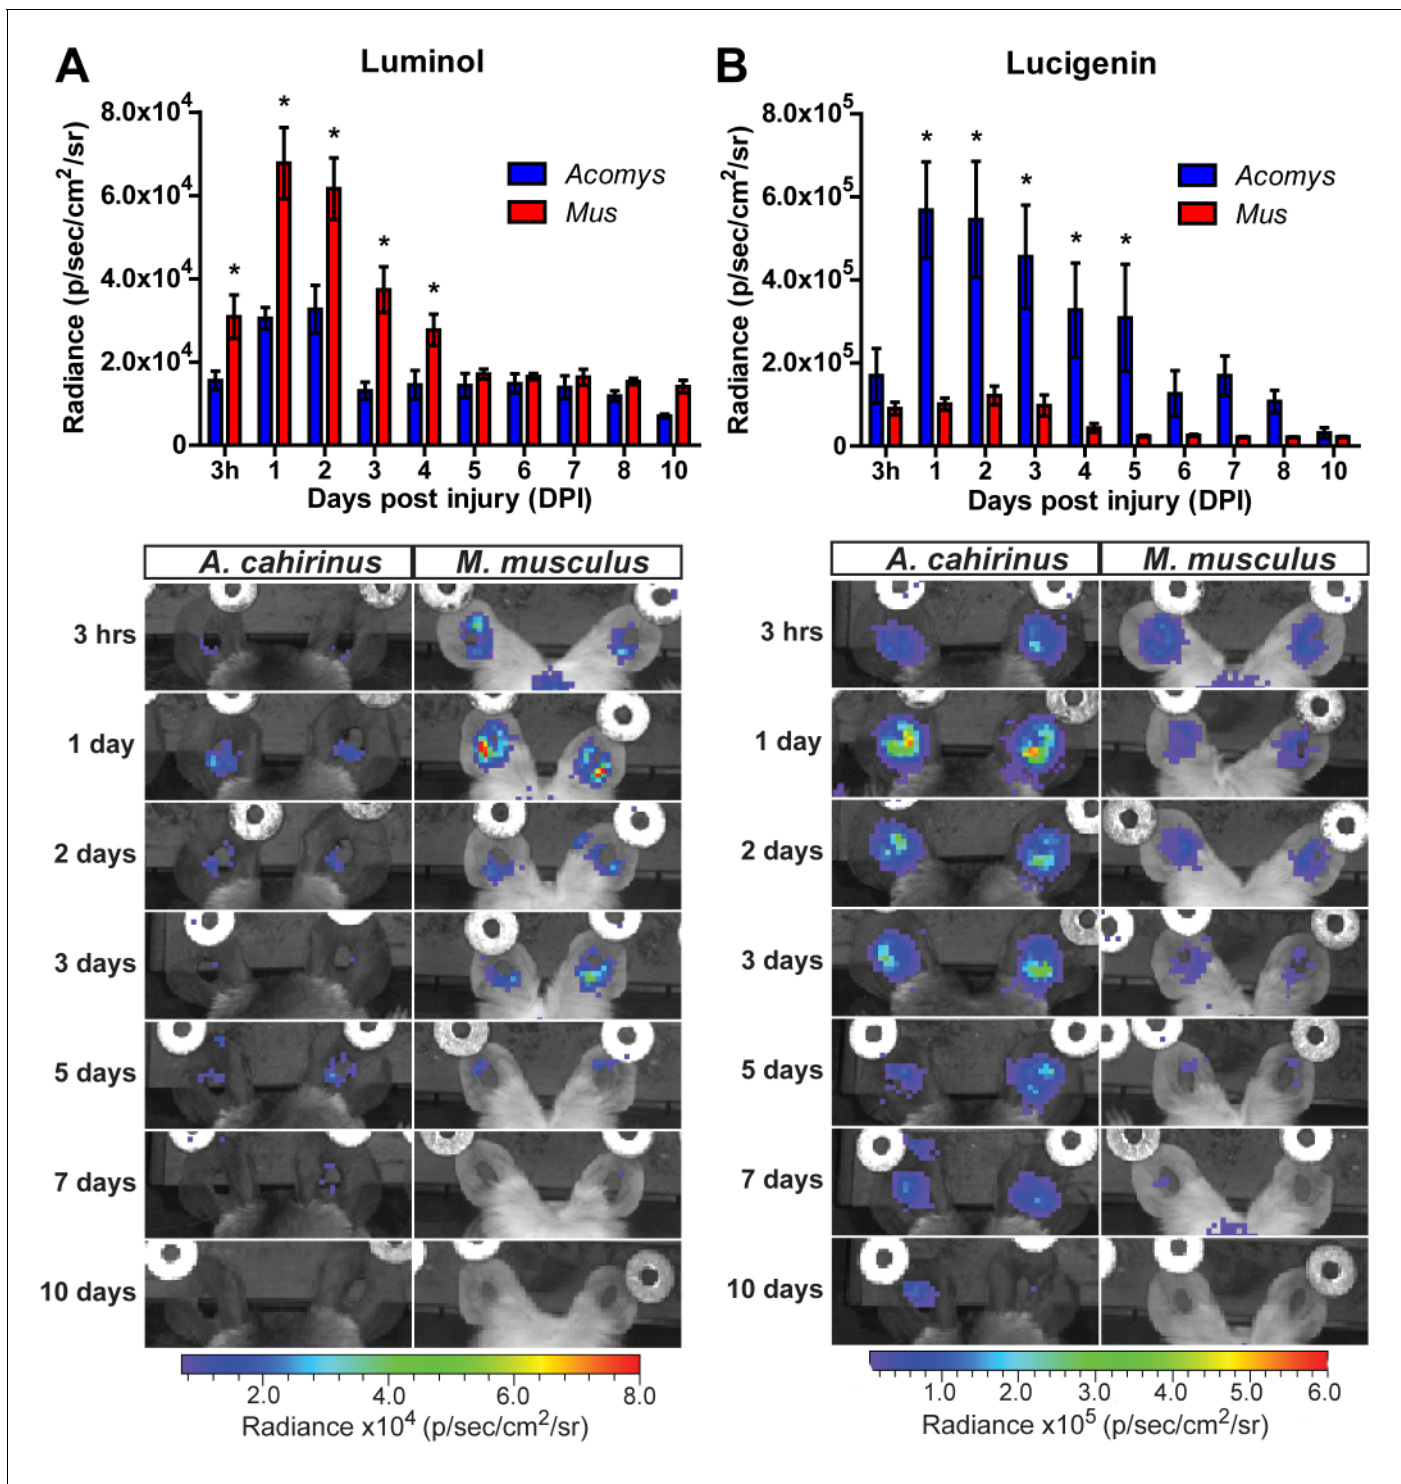 A
Luminol
8.0x10⁴
6.0x10⁴
4.0x10⁴
2.0x10⁴
0
Radiance (p/sec/cm²/sr)
* * * * *
Acomys
Mus
3h 1 2 3 4 5 6 7 8 10
Days post injury (DPI)
A. cahirinus M. musculus
3 hrs
1 day
2 days
3 days
5 days
7 days
10 days
2.0 4.0 6.0 8.0
Radiance x10⁴ (p/sec/cm²/sr)
B
Lucigenin
8.0x10⁵
6.0x10⁵
4.0x10⁵
2.0x10⁵
0
Radiance (p/sec/cm²/sr)
* * * * *
Acomys
Mus
3h 1 2 3 4 5 6 7 8 10
Days post injury (DPI)
A. cahirinus M. musculus
3 hrs
1 day
2 days
3 days
5 days
7 days
10 days
1.0 2.0 3.0 4.0 5.0 6.0
Radiance x10⁵ (p/sec/cm²/sr)